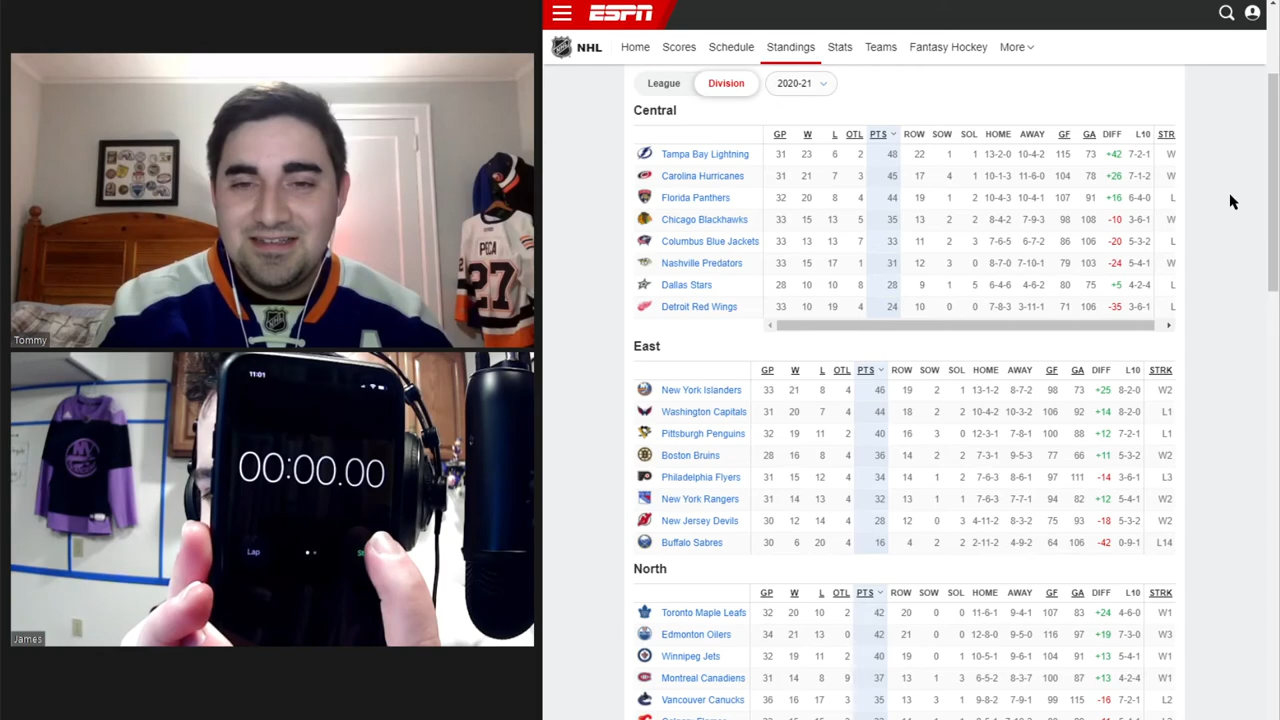 Tommy
PECA
27
NHL
A
11:01
00:00.00
Lap
NY
James
ESPN
NHL Home Scores Schedule Standings Stats Teams Fantasy Hockey More
League Division 2020-21
Central
GP W L OTL PTS ROW SOW SOL HOME AWAY GF GA DIFF L10 STR
Tampa Bay Lightning 31 23 6 2 48 22 1 1 13-2-0 10-4-2 115 73 +42 7-2-1 W
Carolina Hurricanes 31 21 7 3 45 17 4 1 10-1-3 11-6-0 104 78 +26 7-1-2 W
Florida Panthers 32 20 8 4 44 19 1 2 10-4-3 10-4-1 107 91 +16 6-4-0 L
Chicago Blackhawks 33 15 13 5 35 13 2 2 8-4-2 7-9-3 98 108 -10 3-6-1 W
Columbus Blue Jackets 33 13 13 7 33 11 2 3 7-6-5 6-7-2 86 106 -20 5-3-2 L
Nashville Predators 33 15 17 1 31 12 3 0 8-7-0 7-10-1 79 103 -24 5-4-1 W
Dallas Stars 28 10 10 8 28 9 1 5 6-4-6 4-6-2 80 75 +5 4-2-4 L
Detroit Red Wings 33 10 19 4 24 10 0 0 7-8-3 3-11-1 71 106 -35 3-6-1 L
East
GP W L OTL PTS ROW SOW SOL HOME AWAY GF GA DIFF L10 STRK
New York Islanders 33 21 8 4 46 19 2 1 13-1-2 8-7-2 98 +25 8-2-0 W2
Washington Capitals 31 20 7 4 44 18 2 2 10-4-2 10-3-2 106 92 +14 8-2-0 L1
Pittsburgh Penguins 32 19 11 2 40 16 3 0 12-3-1 7-8-1 100 88 +12 7-2-1 L1
Boston Bruins 28 16 8 4 36 14 2 2 7-3-1 9-5-3 77 66 +11 5-3-2 W2
Philadelphia Flyers 31 15 12 4 34 14 1 2 7-6-3 8-6-1 97 111 -14 3-6-1 L3
New York Rangers 31 14 13 4 32 13 1 1 7-6-3 7-7-1 94 +12 5-4-1 W2
New Jersey Devils 30 12 14 4 28 12 0 3 4-11-2 8-3-2 75 93 -18 5-3-2 W2
Buffalo Sabres 30 6 20 4 16 4 2 2 2-11-2 4-9-2 64 106 -42 0-9-1 L14
North
GP W L OTL PTS ROW SOW SOL HOME AWAY GF GA DIFF L10 STRK
Toronto Maple Leafs 32 20 10 2 42 20 0 0 11-6-1 9-4-1 107 83 +24 4-6-0 W1
Edmonton Oilers 34 21 13 0 42 21 0 0 12-8-0 9-5-0 116 97 +19 7-3-0 W3
Winnipeg Jets 32 19 11 2 40 19 0 1 10-5-1 9-6-1 104 91 +13 5-4-1 W1
Montreal Canadiens 31 14 8 9 37 13 1 3 6-5-2 8-3-7 100 87 +13 4-2-4 W1
Vancouver Canucks 36 16 17 3 35 13 3 1 9-8-2 7-9-1 99 115 -16 7-2-1 L2